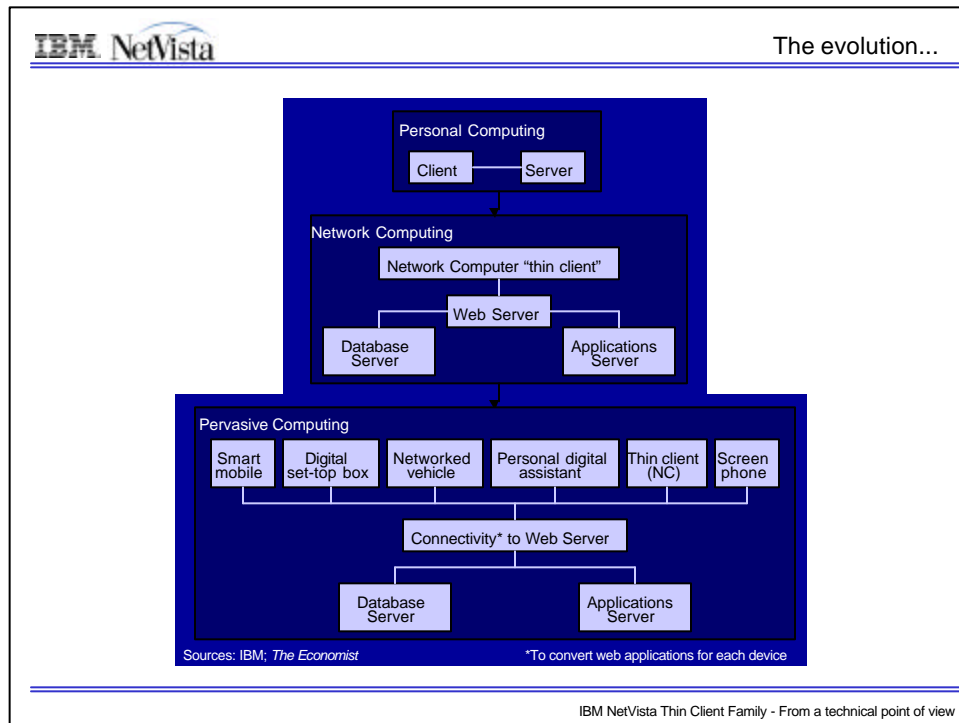 IBM NetVista
The evolution...
Personal Computing
Client
Server
Network Computing
Network Computer “thin client”
Web Server
Database
Server
Applications
Server
Pervasive Computing
Smart
mobile
Digital
set-top box
Networked
vehicle
Personal digital
assistant
Thin client
(NC)
Screen
phone
Connectivity* to Web Server
Database
Server
Applications
Server
Sources: IBM; The Economist
*To convert web applications for each device
IBM NetVista Thin Client Family - From a technical point of view